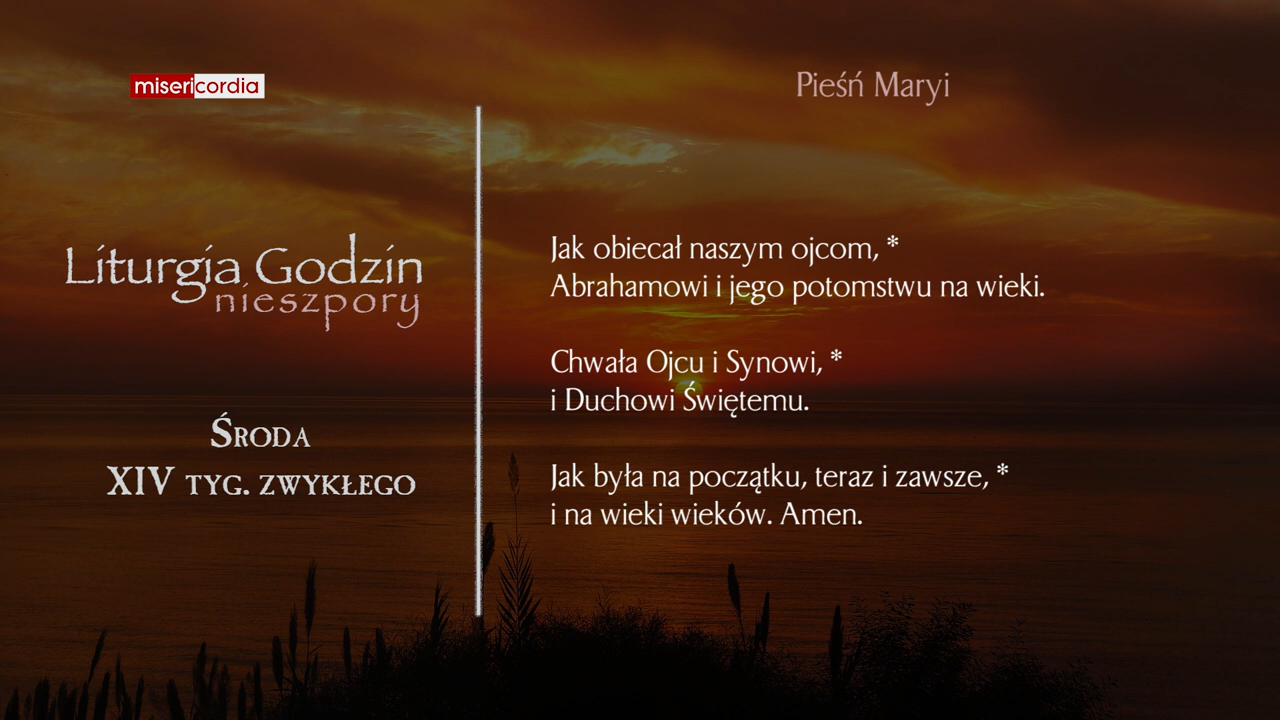 misericordia
Liturgia Godzin
nieszpory
Środa
XIV tyg. zwykłego
Pieśń Maryi
Jak obiecał naszym ojcom, *
Abrahamowi i jego potomstwu na wieki.
Chwała Ojcu i Synowi, *
i Duchowi Świętemu.
Jak była na początku, teraz i zawsze, *
i na wieki wieków. Amen.